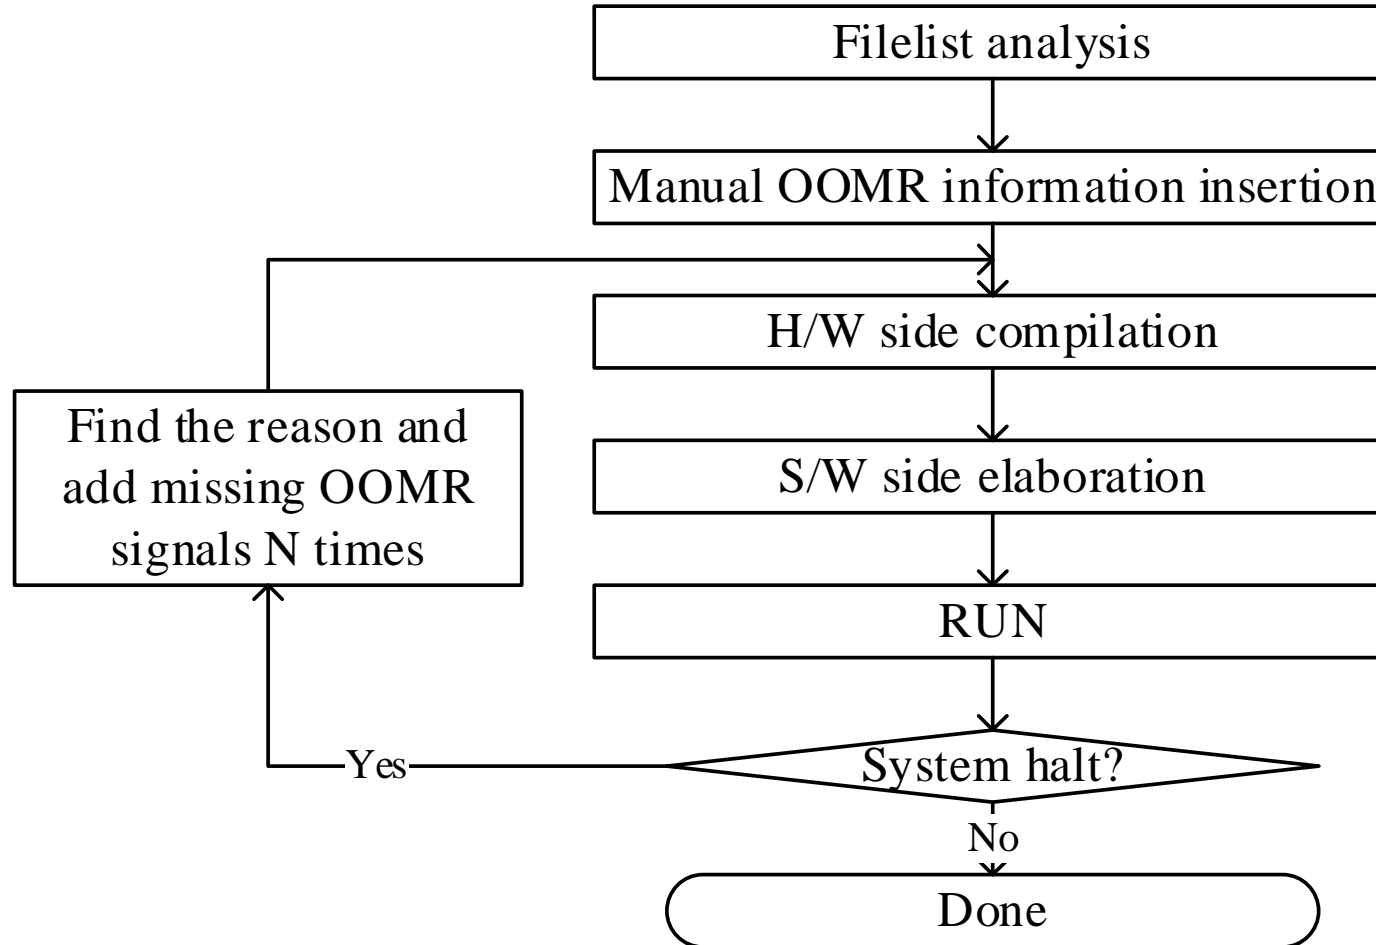 Filelist analysis
Manual OOMR information insertion
H/W side compilation
Find the reason and
add missing OOMR
signals N times
S/W side elaboration
RUN
System halt?
Yes
No
Done